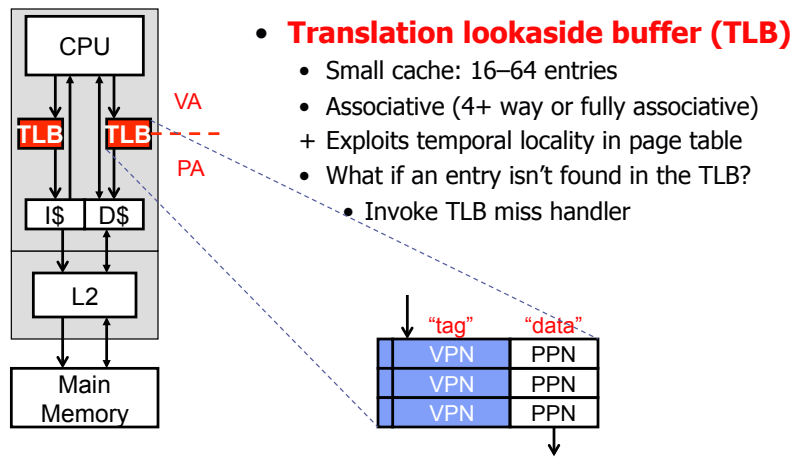 CPU
VA
TLB
TLB
PA
I$
D$
L2
Main
Memory
• Translation lookaside buffer (TLB)
• Small cache: 16–64 entries
• Associative (4+ way or fully associative)
+ Exploits temporal locality in page table
• What if an entry isn’t found in the TLB?
• Invoke TLB miss handler
“tag” “data”
VPN PPN
VPN PPN
VPN PPN